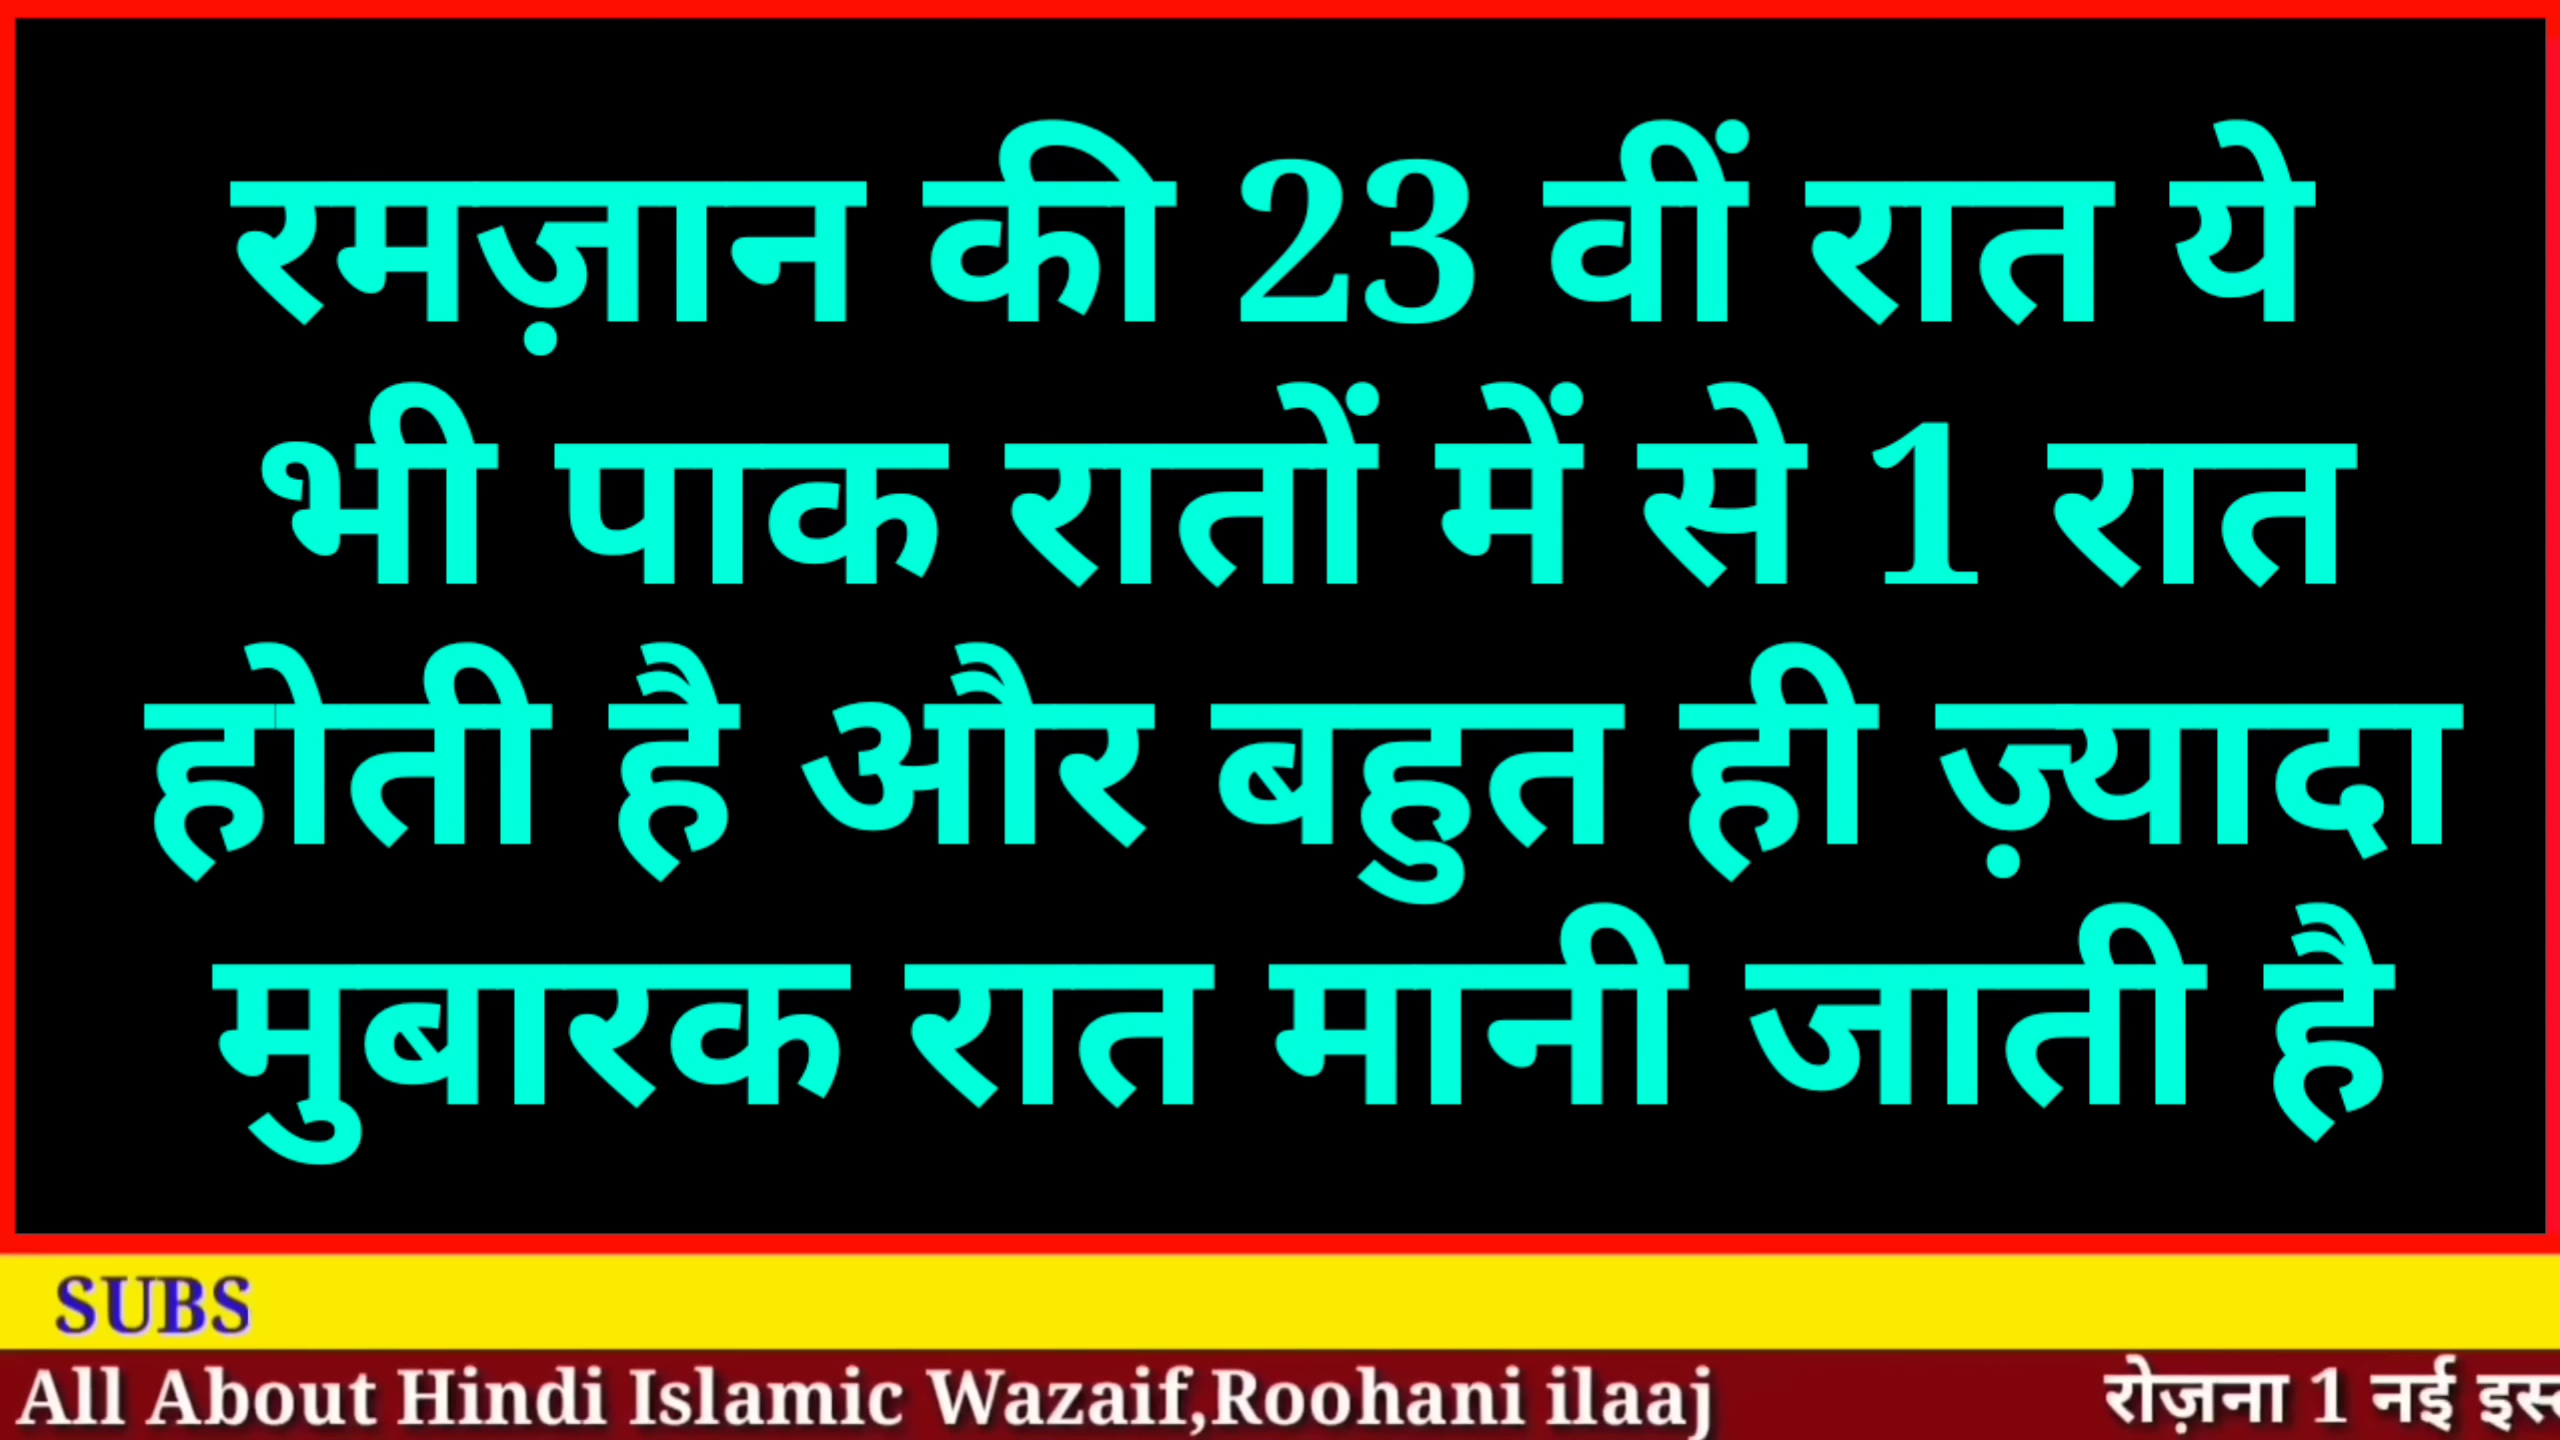 रमज़ान की 23 वीं रात ये
भी पाक रातों में से 1 रात
होती है और बहुत ही ज़्यादा
मुबारक रात मानी जाती है
SUBS
All About Hindi Islamic Wazaif,Roohani ilaaj रोज़ना 1 नई